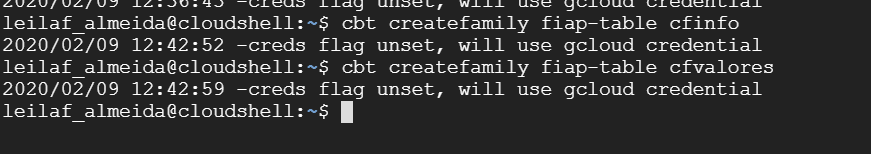 2020/02/09 12:36:43 -creds flag unset, will use gcloud credential
leilaf_almeida@cloudshell:~$ cbt createfamily fiap-table cfinfo
2020/02/09 12:42:52 -creds flag unset, will use gcloud credential
leilaf_almeida@cloudshell:~$ cbt createfamily fiap-table cfvalores
2020/02/09 12:42:59 -creds flag unset, will use gcloud credential
leilaf_almeida@cloudshell:~$